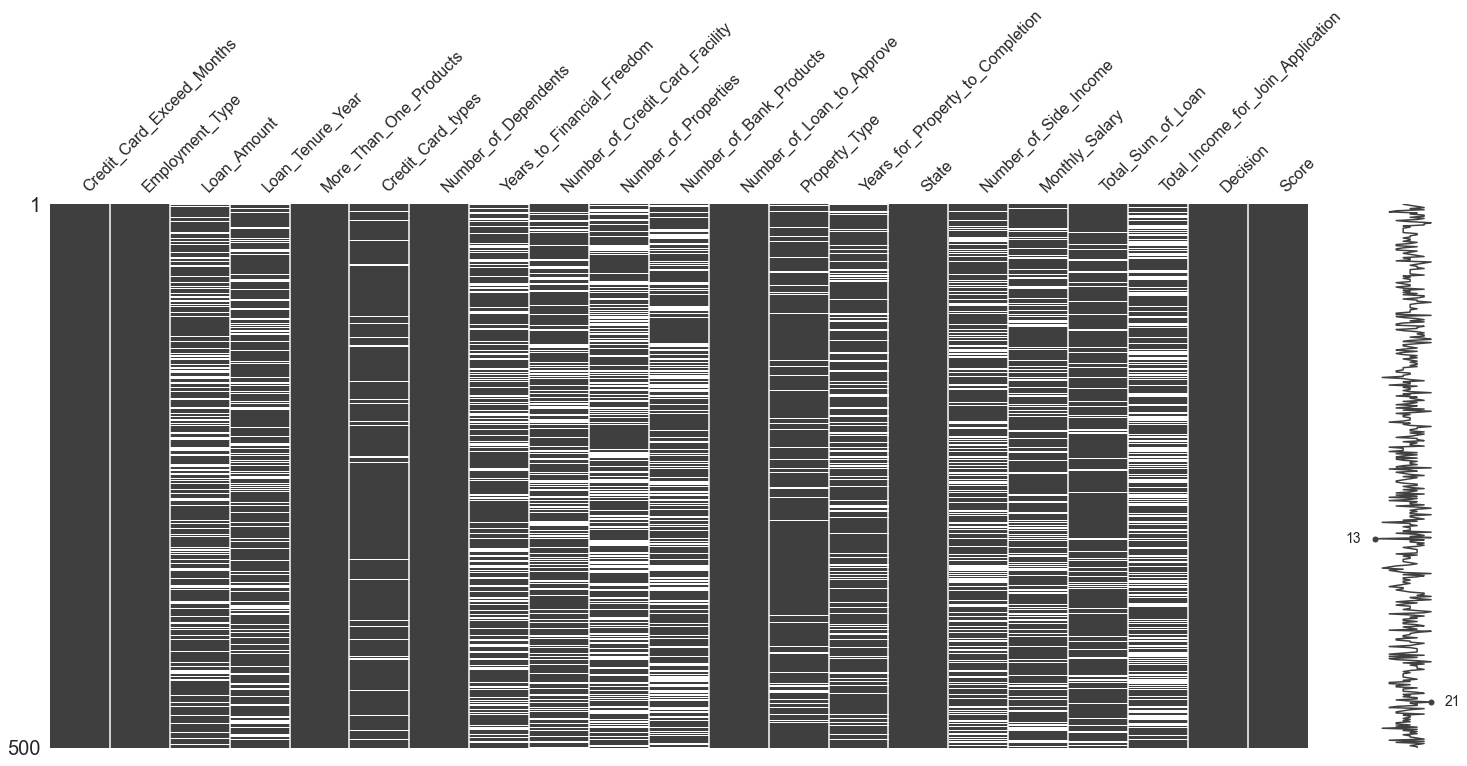 Credit_Card_Exceed_Months
Employment_Type
Loan_Amount
Loan_Tenure_Year
More_Than_One_Products
Credit_Card_types
Number_of_Dependents
Years_to_Financial_Freedom
Number_of_Credit_Card_Facility
Number_of_Properties
Number_of_Bank_Products
Number_of_Loan_to_Approve
Property_Type
Years_for_Property_to_Completion
State
Number_of_Side_Income
Monthly_Salary
Total_Sum_of_Loan
Total_Income_for_Join_Application
Decision
Score
1
13
21
500